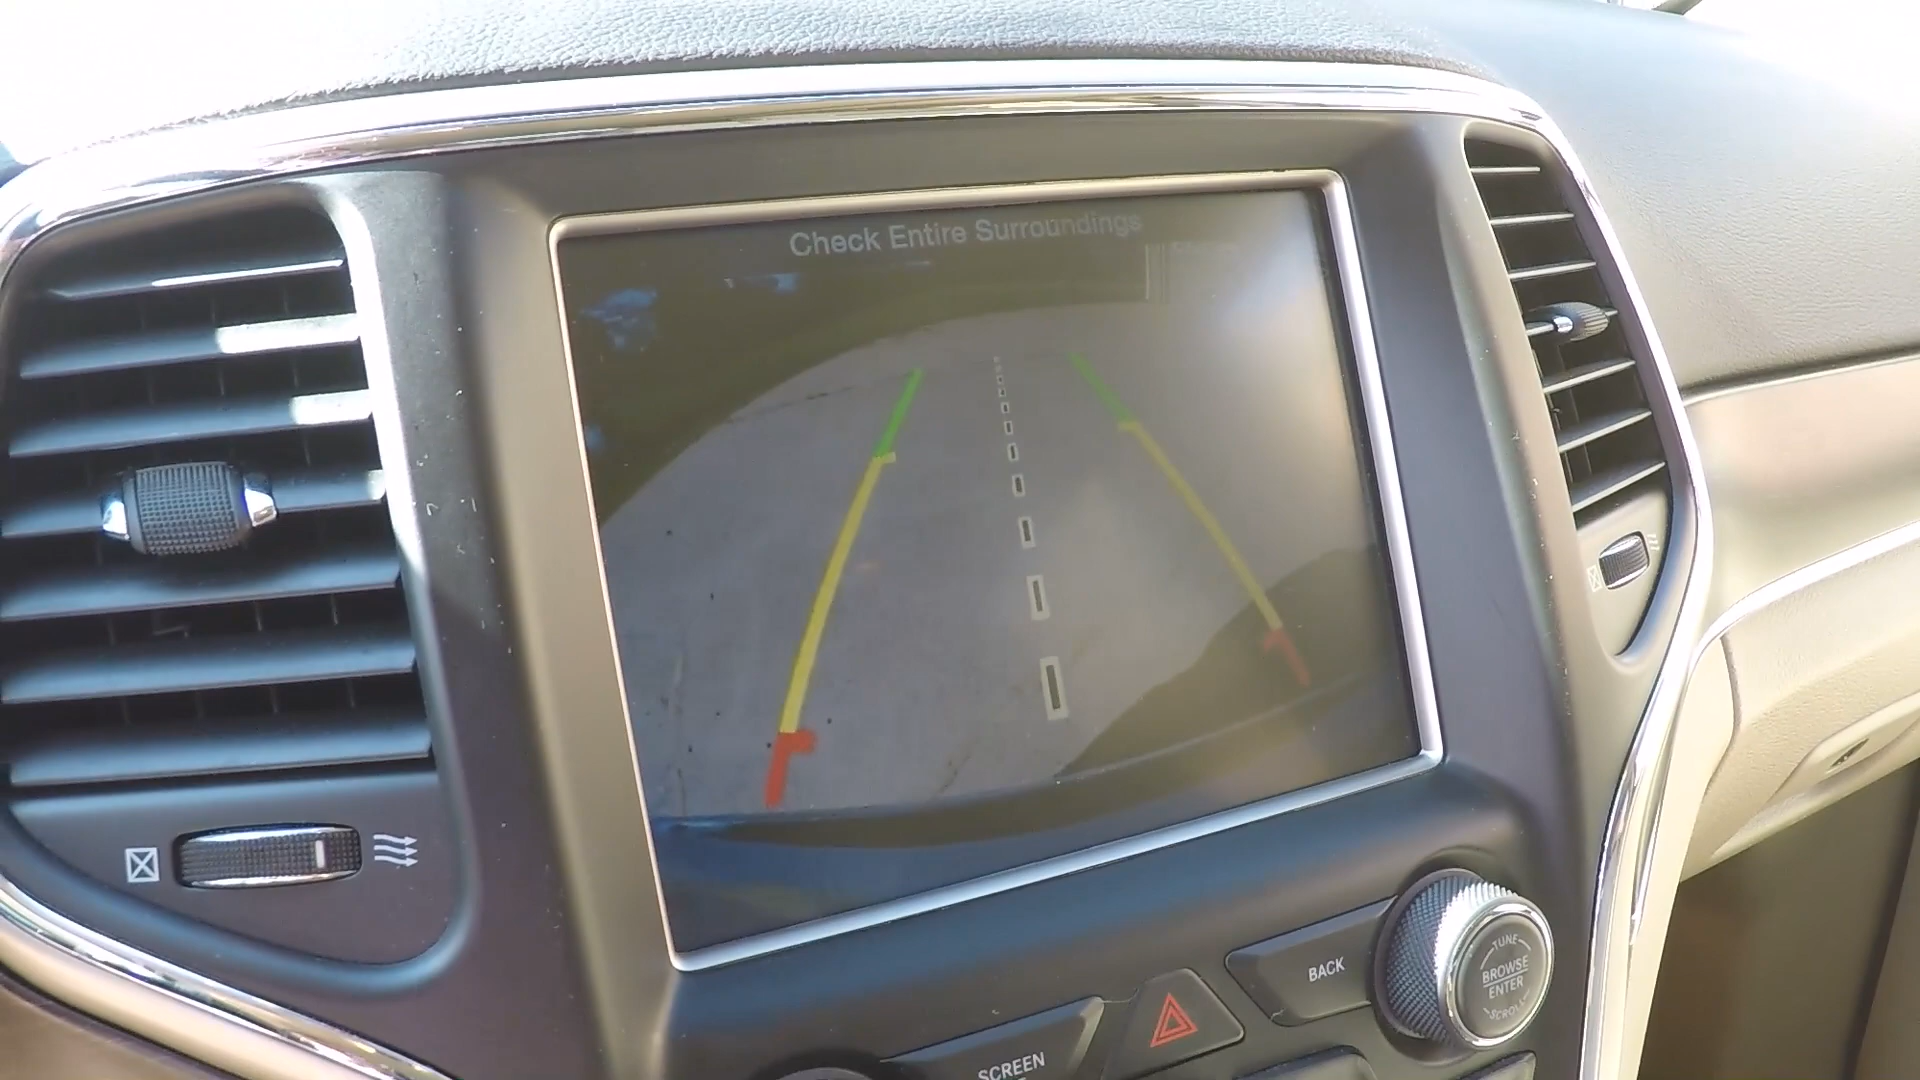 Check Entire Surroundings
BACK
TUNE
BROWSE
ENTER
SCROLL
SCREEN